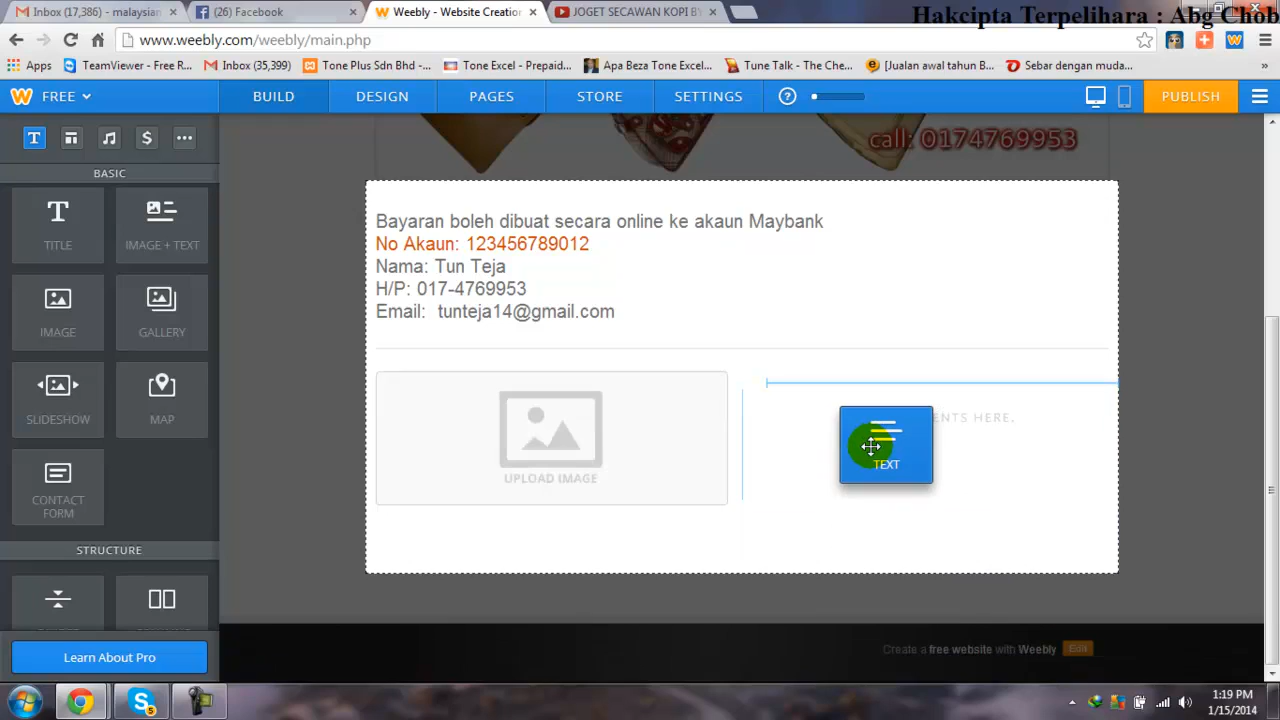 Hakcipta Terpelihara : Abg Chob
Inbox (17,386) - malaysian
(26) Facebook
Weebly - Website Creation
JOGET SECAWAN KOPI B
www.weebly.com/weebly/main.php
Apps
TeamViewer - Free R...
Inbox (35,399)
Tone Plus Sdn Bhd -...
Tone Excel - Prepaid...
Apa Beza Tone Excel...
Tune Talk - The Che...
[Jualan awal tahun B...
Sebar dengan muda...
»
W FREE
BUILD
DESIGN
PAGES
STORE
SETTINGS
?
PUBLISH
T
$
BASIC
T
TITLE
IMAGE + TEXT
IMAGE
GALLERY
SLIDESHOW
MAP
CONTACT
FORM
STRUCTURE
Learn About Pro
call: 0174769953
Bayaran boleh dibuat secara online ke akaun Maybank
No Akaun: 123456789012
Nama: Tun Teja
H/P: 017-4769953
Email: tunteja14@gmail.com
UPLOAD IMAGE
ENTS HERE.
TEXT
Create a free website with Weebly
Edit
5
1:19 PM
1/15/2014